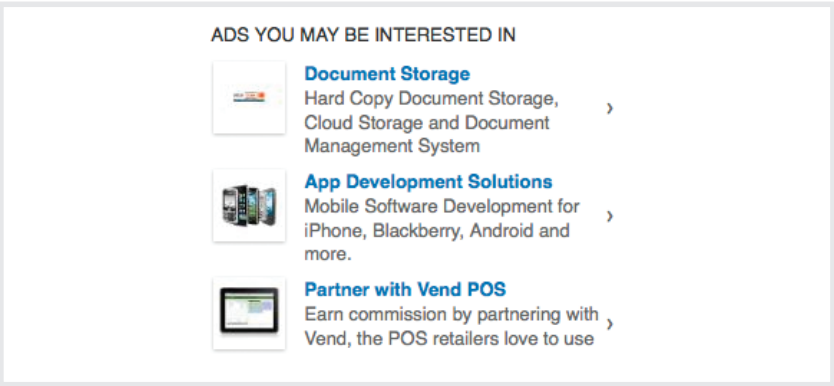 ADS YOU MAY BE INTERESTED IN
Document Storage
Hard Copy Document Storage,
Cloud Storage and Document
Management System
App Development Solutions
Mobile Software Development for
iPhone, Blackberry, Android and
more.
Partner with Vend POS
Earn commission by partnering with
Vend, the POS retailers love to use